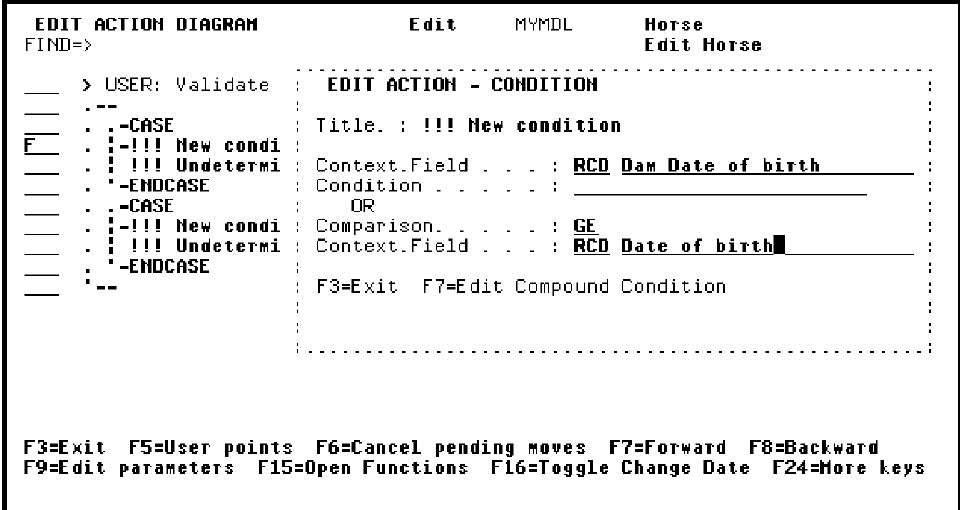 EDIT ACTION DIAGRAM Edit MYMDL Horse
FIND=> Edit Horse
> USER: Validate
.--
. .-CASE
F . |-!!! New condi
. | !!! Undetermi
. '-ENDCASE
. .-CASE
. |-!!! New condi
. | !!! Undetermi
. '-ENDCASE
'--
EDIT ACTION - CONDITION
Title. : !!! New condition
Context.Field . . . : RCD Dam Date of birth
Condition . . . . . :
OR
Comparison. . . . . : GE
Context.Field . . . : RCD Date of birth
F3=Exit F7=Edit Compound Condition
F3=Exit F5=User points F6=Cancel pending moves F7=Forward F8=Backward
F9=Edit parameters F15=Open Functions F16=Toggle Change Date F24=More keys